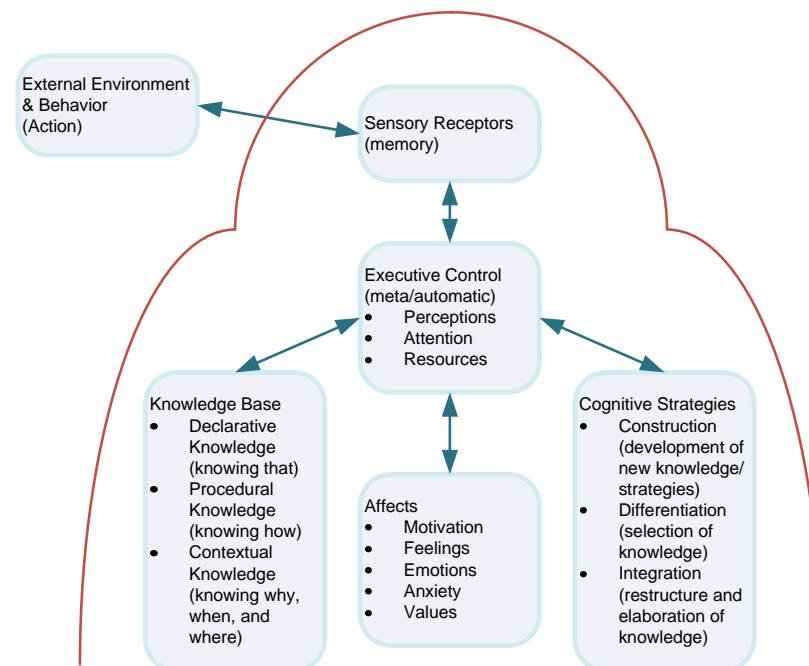 External Environment
& Behavior
(Action)
Sensory Receptors
(memory)
Executive Control
(meta/automatic)
• Perceptions
• Attention
• Resources
Knowledge Base
• Declarative
Knowledge
(knowing that)
• Procedural
Knowledge
(knowing how)
• Contextual
Knowledge
(knowing why,
when, and
where)
Affects
• Motivation
• Feelings
• Emotions
• Anxiety
• Values
Cognitive Strategies
• Construction
(development of
new knowledge/
strategies)
• Differentiation
(selection of
knowledge)
• Integration
(restructure and
elaboration of
knowledge)